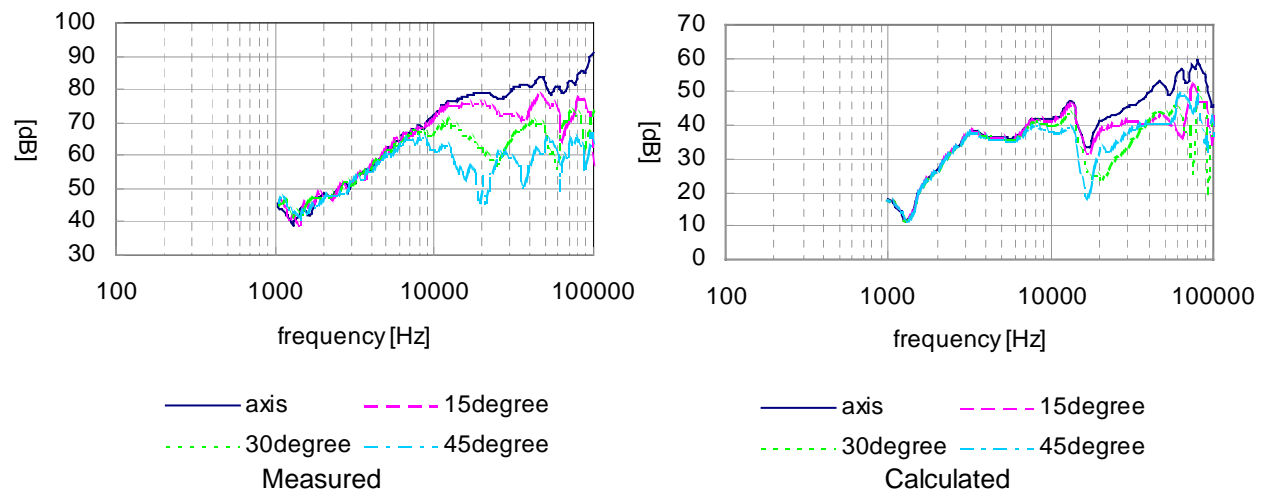 100
90
80
70
60
50
40
30
[dB]
100 1000 10000 100000
frequency [Hz]
axis 15degree
30degree 45degree
Measured
70
60
50
40
30
20
10
0
[dB]
100 1000 10000 100000
frequency [Hz]
axis 15degree
30degree 45degree
Calculated